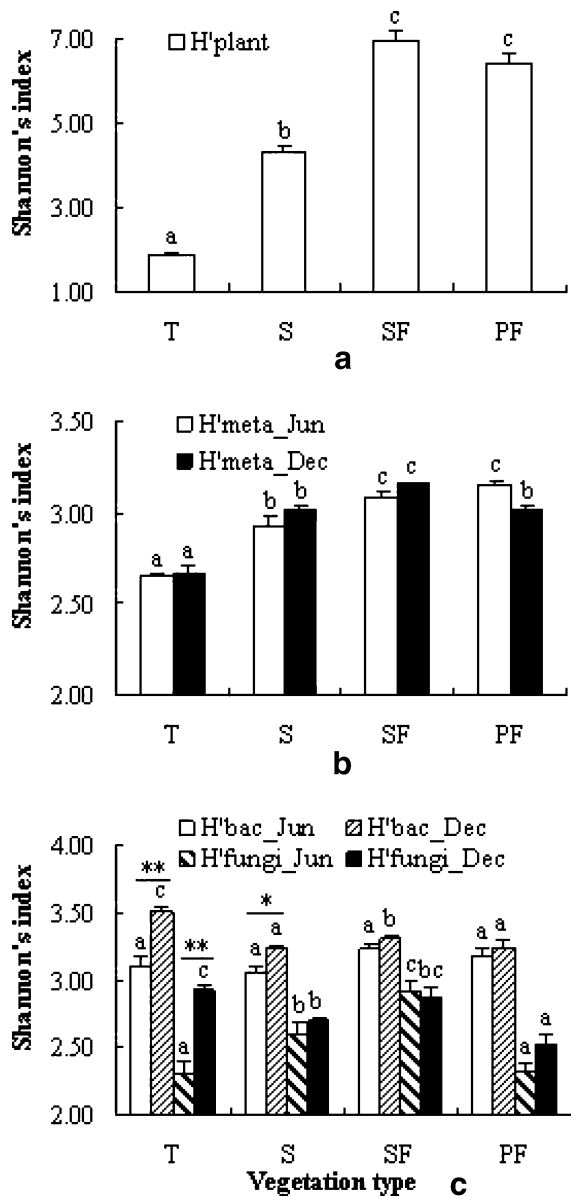 Shannon's index
7.00
5.00
3.00
1.00
H'plant
a
b
c
c
T S SF PF
a
Shannon's index
3.50
3.00
2.50
2.00
H'meta_Jun
H'meta_Dec
a a b b c c c b
T S SF PF
b
Shannon's index
4.00
3.50
3.00
2.50
2.00
H'bac_Jun H'bac_Dec
H'fungi_Jun H'fungi_Dec
** ** *
a c a c a a b b a b c bc a a a a
T S SF PF
Vegetation type
c